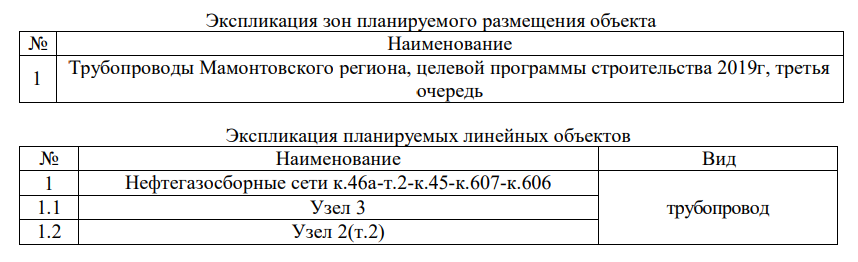 Экспликация зон планируемого размещения объекта
№ Наименование
1 Трубопроводы Мамонтовского региона, целевой программы строительства 2019г, третья
очередь
Экспликация планируемых линейных объектов
№ Наименование Вид
1 Нефтегазосборные сети к.46а-т.2-к.45-к.607-к.606
1.1 Узел 3 трубопровод
1.2 Узел 2(т.2)